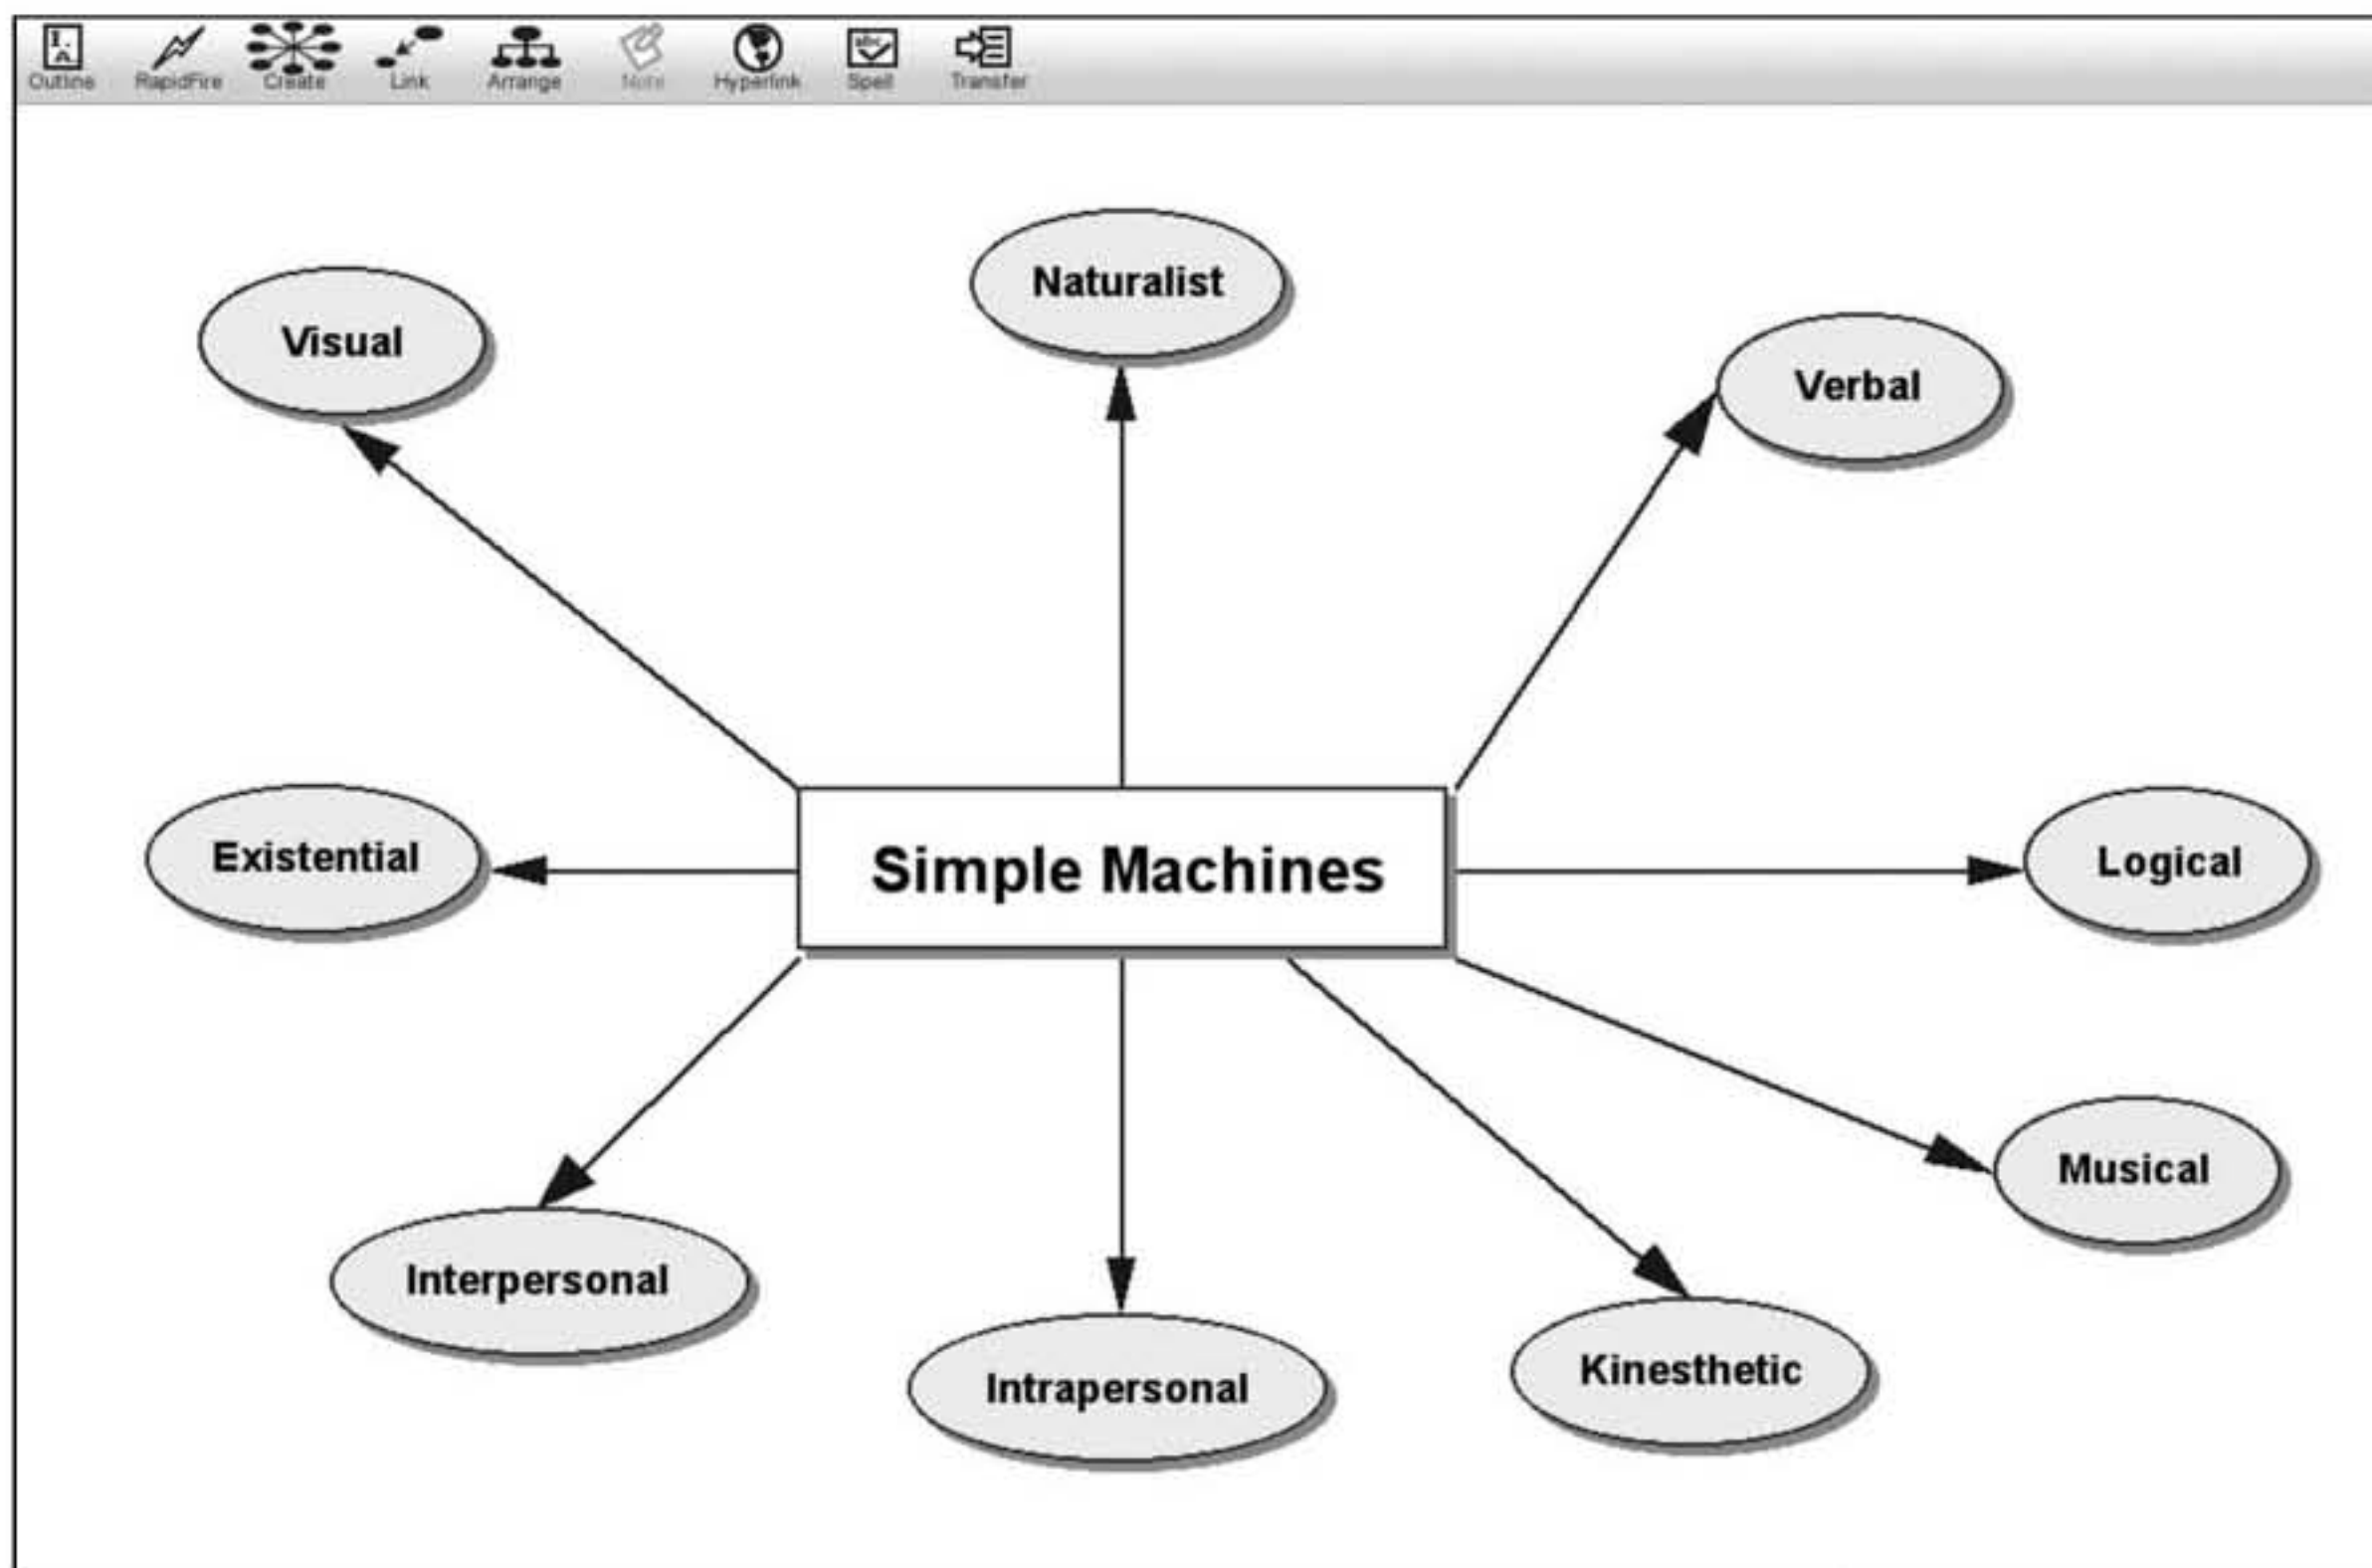 Outline RapidFire Create Link Arrange Note Hyperlink Spell Transfer
Naturalist
Visual
Verbal
Existential
Simple Machines
Logical
Musical
Interpersonal
Intrapersonal
Kinesthetic